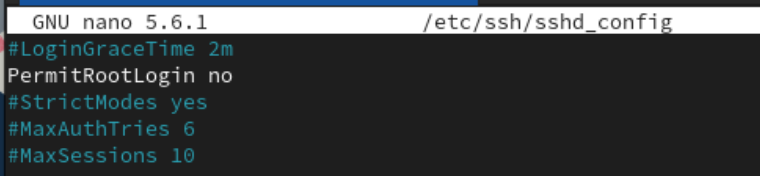 GNU nano 5.6.1 /etc/ssh/sshd_config
#LoginGraceTime 2m
PermitRootLogin no
#StrictModes yes
#MaxAuthTries 6
#MaxSessions 10